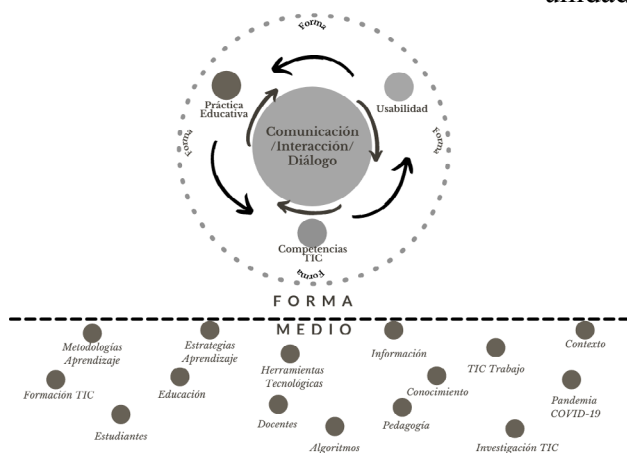 unidad
Forma
Práctica
Educativa
Usabilidad
Forma
Forma
Comunicación
/Interacción/
Diálogo
Competencias
TIC
Forma
FORMA
MEDIO
Metodologías
Aprendizaje
Estrategias
Aprendizaje
Herramientas
Tecnológicas
Información
TIC Trabajo
Contexto
Formación TIC
Educación
Conocimiento
Pandemia
COVID-19
Estudiantes
Docentes
Algoritmos
Pedagogía
Investigación TIC